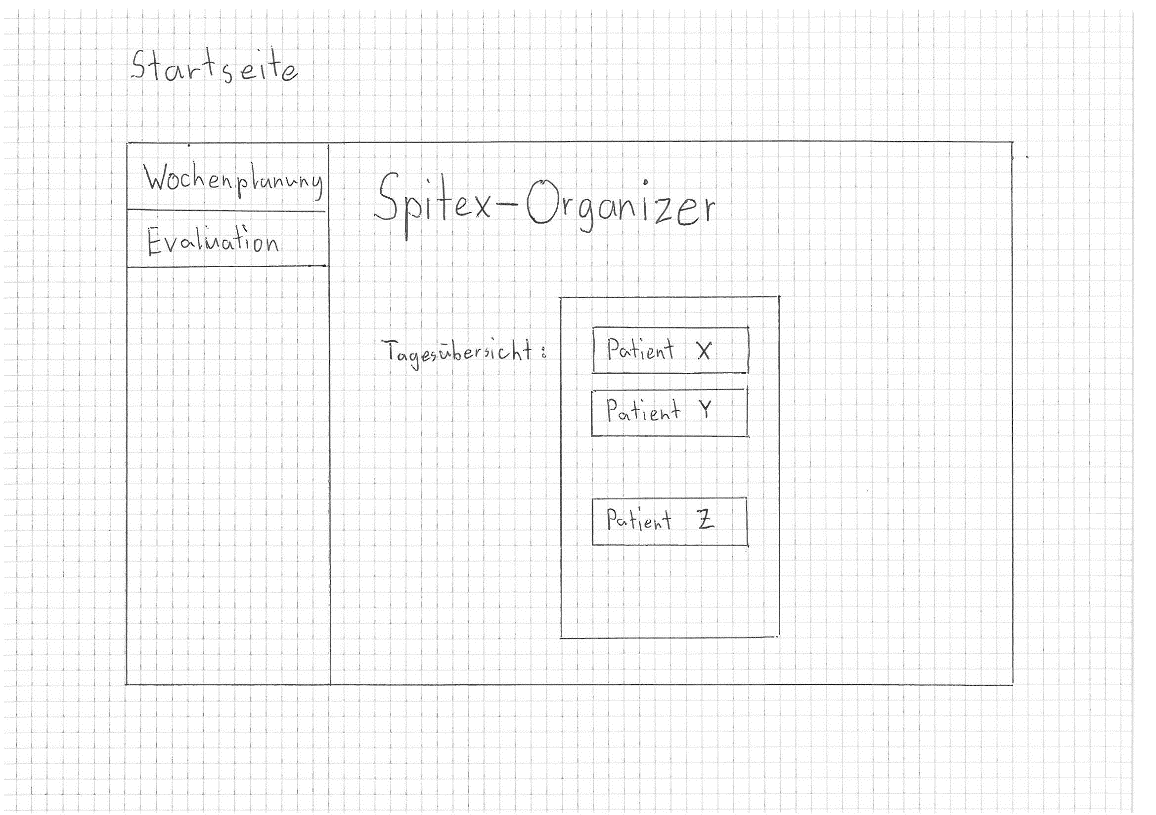 Startseite
Wochenplanung
Evaluation
Spitex-Organizer
Tagesübersicht:
Patient X
Patient Y
Patient Z